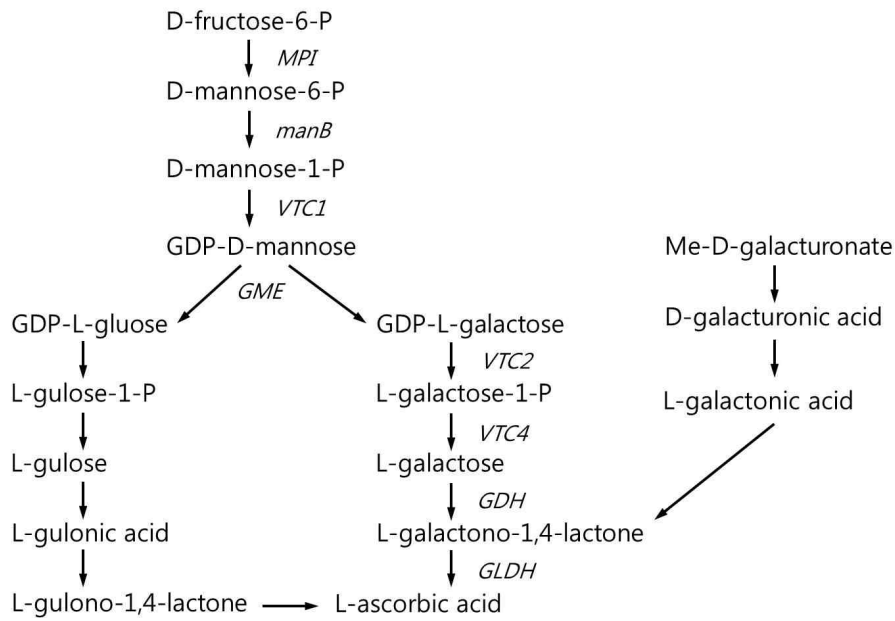 D-fructose-6-P
MPI
D-mannose-6-P
manB
D-mannose-1-P
VTC1
GDP-D-mannose
Me-D-galacturonate
GME
GDP-L-gluose
GDP-L-galactose
D-galacturonic acid
VTC2
L-gulose-1-P
L-galactose-1-P
L-galactonic acid
VTC4
L-gulose
L-galactose
GDH
L-gulonic acid
L-galactono-1,4-lactone
GLDH
L-gulono-1,4-lactone
L-ascorbic acid